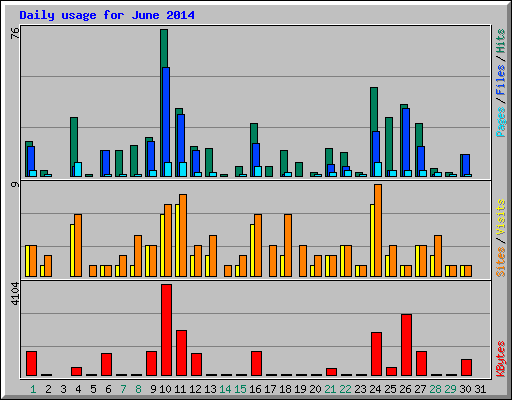 Daily usage for June 2014
76
Pages / Files / Hits
9
Sites / Visits
4104
KBytes
1 2 3 4 5 6 7 8 9 10 11 12 13 14 15 16 17 18 19 20 21 22 23 24 25 26 27 28 29 30 31